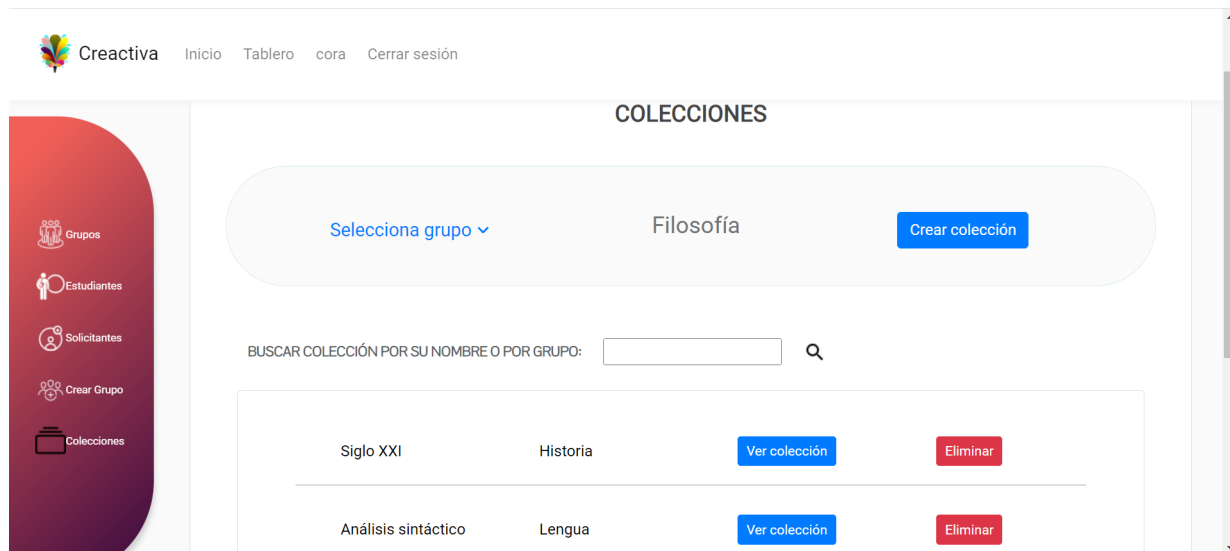 Creactiva Inicio Tablero cora Cerrar sesión
COLECCIONES
Selecciona grupo Filosofía Crear colección
Grupos
Estudiantes
Solicitantes
Crear Grupo
Colecciones
BUSCAR COLECCIÓN POR SU NOMBRE O POR GRUPO:
Siglo XXI Historia Ver colección Eliminar
Análisis sintáctico Lengua Ver colección Eliminar